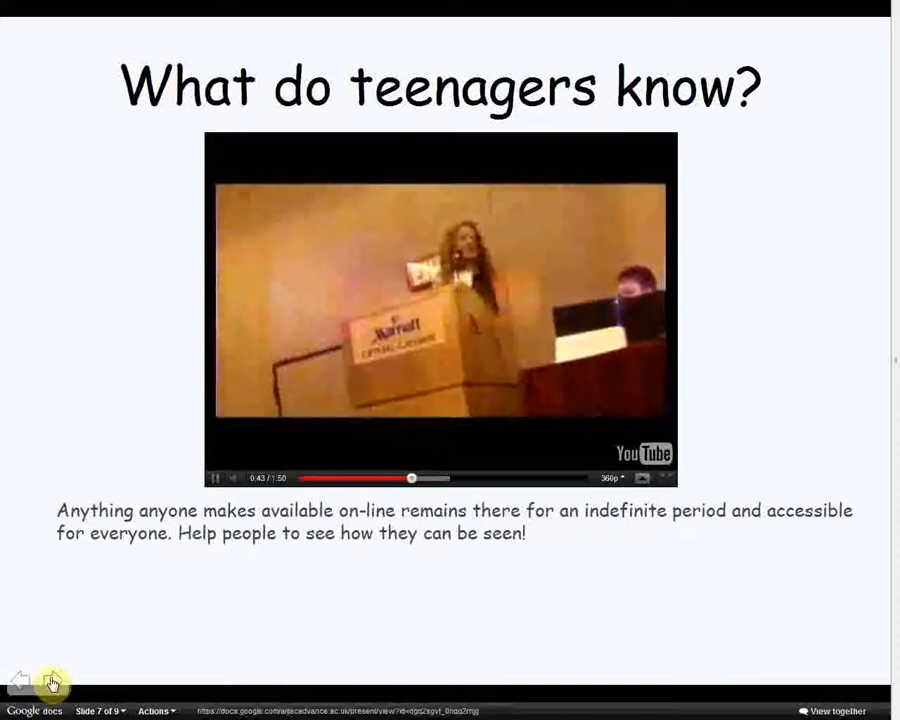 What do teenagers know?
Marriott
YouTube
0:43 / 1:50
360p
Anything anyone makes available on-line remains there for an indefinite period and accessible
for everyone. Help people to see how they can be seen!
Google docs Slide 7 of 9 Actions View together